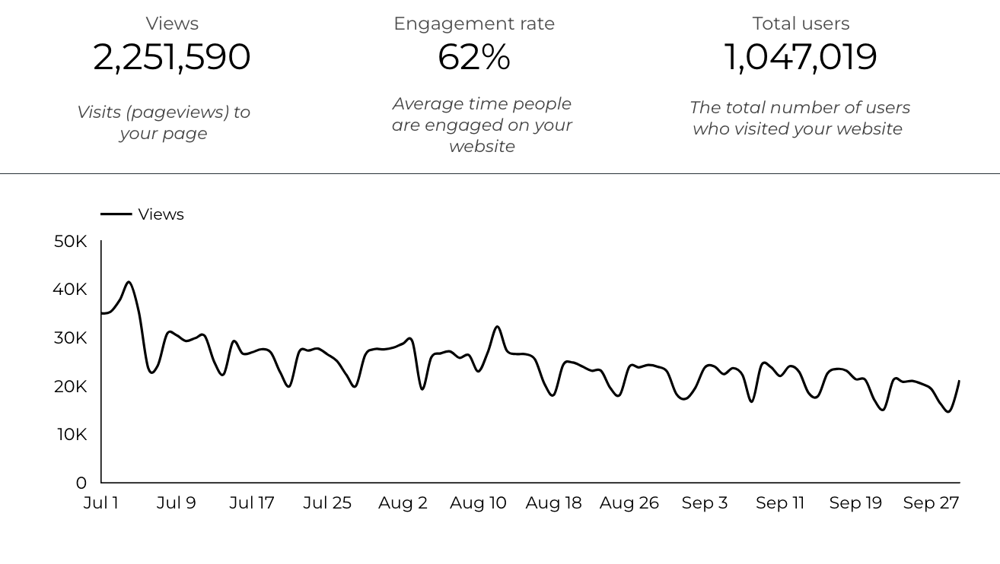 Views
2,251,590
Visits (pageviews) to
your page
Engagement rate
62%
Average time people
are engaged on your
website
Total users
1,047,019
The total number of users
who visited your website
Views
50K
40K
30K
20K
10K
0
Jul 1 Jul 9 Jul 17 Jul 25 Aug 2 Aug 10 Aug 18 Aug 26 Sep 3 Sep 11 Sep 19 Sep 27